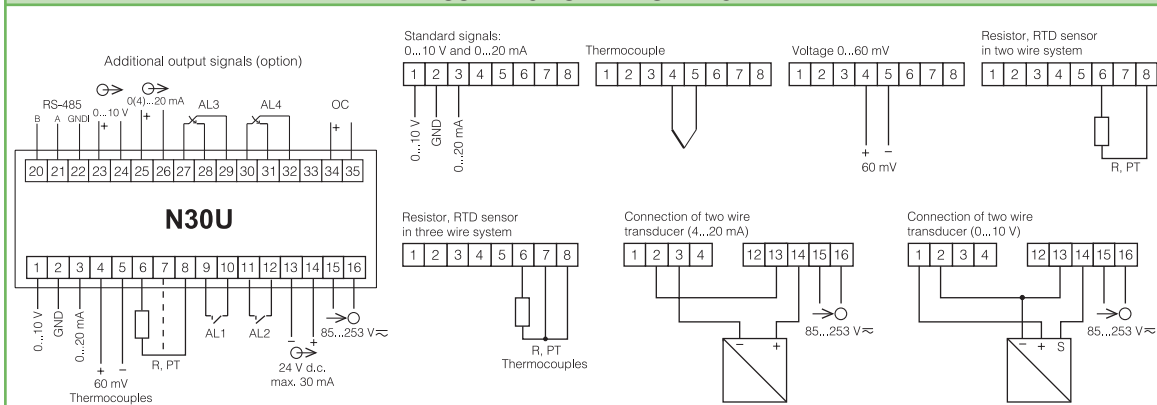 Additional output signals (option)
RS-485
B A GNDI
0...10 V
+
0(4)...20 mA
+
AL3
AL4
OC
+
20 21 22 23 24 25 26 27 28 29 30 31 32 33 34 35
N30U
1 2 3 4 5 6 7 8 9 10 11 12 13 14 15 16
0...10 V
GND
0...20 mA
+ −
60 mV
Thermocouples
R, PT
AL1
AL2
− +
24 V d.c.
max. 30 mA
85...253 V
Standard signals:
0...10 V and 0...20 mA
1 2 3 4 5 6 7 8
0...10 V
GND
0...20 mA
Thermocouple
1 2 3 4 5 6 7 8
Voltage 0...60 mV
1 2 3 4 5 6 7 8
+ −
60 mV
Resistor, RTD sensor
in two wire system
1 2 3 4 5 6 7 8
R, PT
Resistor, RTD sensor
in three wire system
1 2 3 4 5 6 7 8
R, PT
Thermocouples
Connection of two wire
transducer (4...20 mA)
1 2 3 4 12 13 14 15 16
85...253 V
− +
Connection of two wire
transducer (0...10 V)
1 2 3 4 12 13 14 15 16
85...253 V
− + S